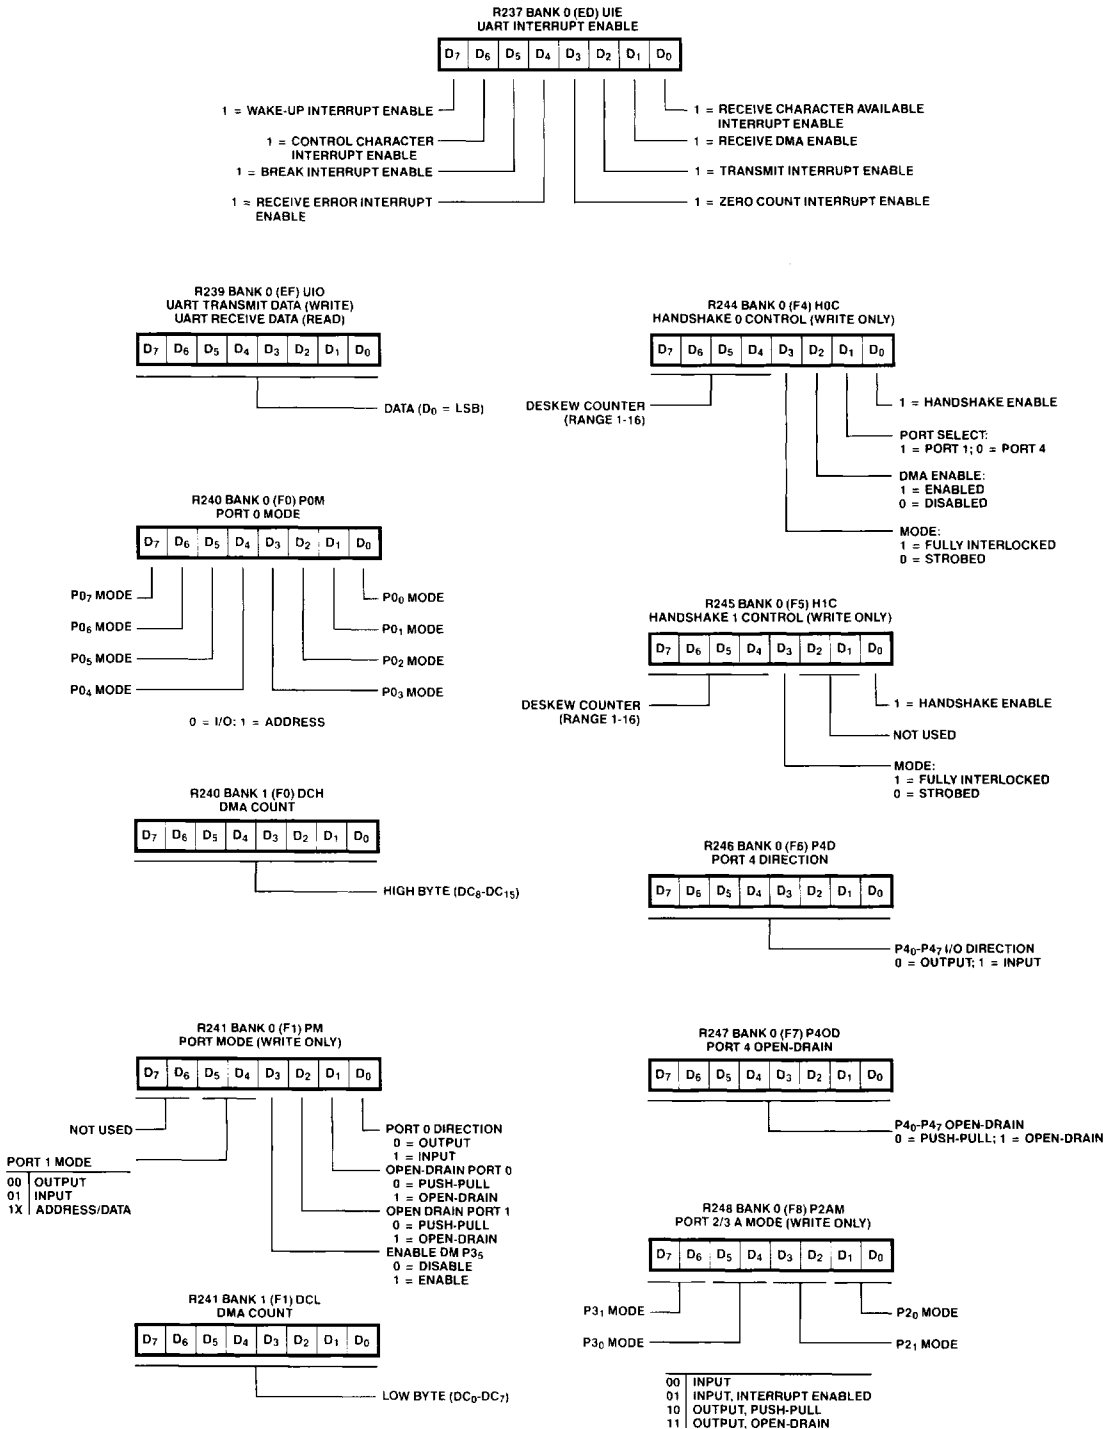 R237 BANK 0 (ED) UIE
UART INTERRUPT ENABLE
D7 D6 D5 D4 D3 D2 D1 D0
1 = WAKE-UP INTERRUPT ENABLE
1 = CONTROL CHARACTER
INTERRUPT ENABLE
1 = BREAK INTERRUPT ENABLE
1 = RECEIVE ERROR INTERRUPT
ENABLE
1 = RECEIVE CHARACTER AVAILABLE
INTERRUPT ENABLE
1 = RECEIVE DMA ENABLE
1 = TRANSMIT INTERRUPT ENABLE
1 = ZERO COUNT INTERRUPT ENABLE
R239 BANK 0 (EF) UIO
UART TRANSMIT DATA (WRITE)
UART RECEIVE DATA (READ)
D7 D6 D5 D4 D3 D2 D1 D0
DATA (D0 = LSB)
R240 BANK 0 (F0) P0M
PORT 0 MODE
D7 D6 D5 D4 D3 D2 D1 D0
P07 MODE
P06 MODE
P05 MODE
P04 MODE
P00 MODE
P01 MODE
P02 MODE
P03 MODE
0 = I/O: 1 = ADDRESS
R240 BANK 1 (F0) DCH
DMA COUNT
D7 D6 D5 D4 D3 D2 D1 D0
HIGH BYTE (DC8-DC15)
R241 BANK 0 (F1) PM
PORT MODE (WRITE ONLY)
D7 D6 D5 D4 D3 D2 D1 D0
NOT USED
PORT 1 MODE
00 OUTPUT
01 INPUT
1X ADDRESS/DATA
PORT 0 DIRECTION
0 = OUTPUT
1 = INPUT
OPEN-DRAIN PORT 0
0 = PUSH-PULL
1 = OPEN-DRAIN
OPEN DRAIN PORT 1
0 = PUSH-PULL
1 = OPEN-DRAIN
ENABLE DM P35
0 = DISABLE
1 = ENABLE
R241 BANK 1 (F1) DCL
DMA COUNT
D7 D6 D5 D4 D3 D2 D1 D0
LOW BYTE (DC0-DC7)
R244 BANK 0 (F4) H0C
HANDSHAKE 0 CONTROL (WRITE ONLY)
D7 D6 D5 D4 D3 D2 D1 D0
DESKEW COUNTER
(RANGE 1-16)
1 = HANDSHAKE ENABLE
PORT SELECT:
1 = PORT 1; 0 = PORT 4
DMA ENABLE:
1 = ENABLED
0 = DISABLED
MODE:
1 = FULLY INTERLOCKED
0 = STROBED
R245 BANK 0 (F5) H1C
HANDSHAKE 1 CONTROL (WRITE ONLY)
D7 D6 D5 D4 D3 D2 D1 D0
DESKEW COUNTER
(RANGE 1-16)
1 = HANDSHAKE ENABLE
NOT USED
MODE:
1 = FULLY INTERLOCKED
0 = STROBED
R246 BANK 0 (F6) P4D
PORT 4 DIRECTION
D7 D6 D5 D4 D3 D2 D1 D0
P40-P47 I/O DIRECTION
0 = OUTPUT; 1 = INPUT
R247 BANK 0 (F7) P4OD
PORT 4 OPEN-DRAIN
D7 D6 D5 D4 D3 D2 D1 D0
P40-P47 OPEN-DRAIN
0 = PUSH-PULL; 1 = OPEN-DRAIN
R248 BANK 0 (F8) P2AM
PORT 2/3 A MODE (WRITE ONLY)
D7 D6 D5 D4 D3 D2 D1 D0
P31 MODE
P30 MODE
P20 MODE
P21 MODE
00 INPUT
01 INPUT, INTERRUPT ENABLED
10 OUTPUT, PUSH-PULL
11 OUTPUT, OPEN-DRAIN